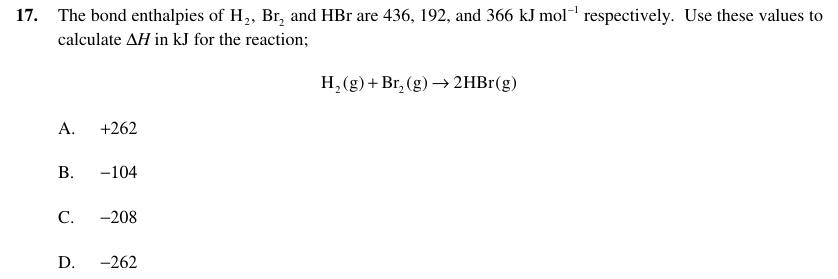 17. The bond enthalpies of H₂, Br₂ and HBr are 436, 192, and 366 kJ mol⁻¹ respectively. Use these values to
calculate ΔH in kJ for the reaction;
H₂(g) + Br₂(g) → 2HBr(g)
A. +262
B. −104
C. −208
D. −262